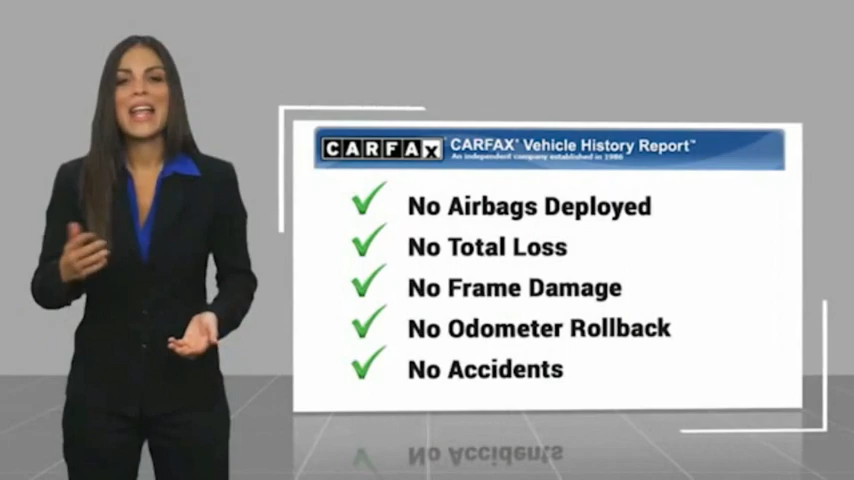 CARFAX CARFAX® Vehicle History Report™
An independent company established in 1986
No Airbags Deployed
No Total Loss
No Frame Damage
No Odometer Rollback
No Accidents
No Accidents